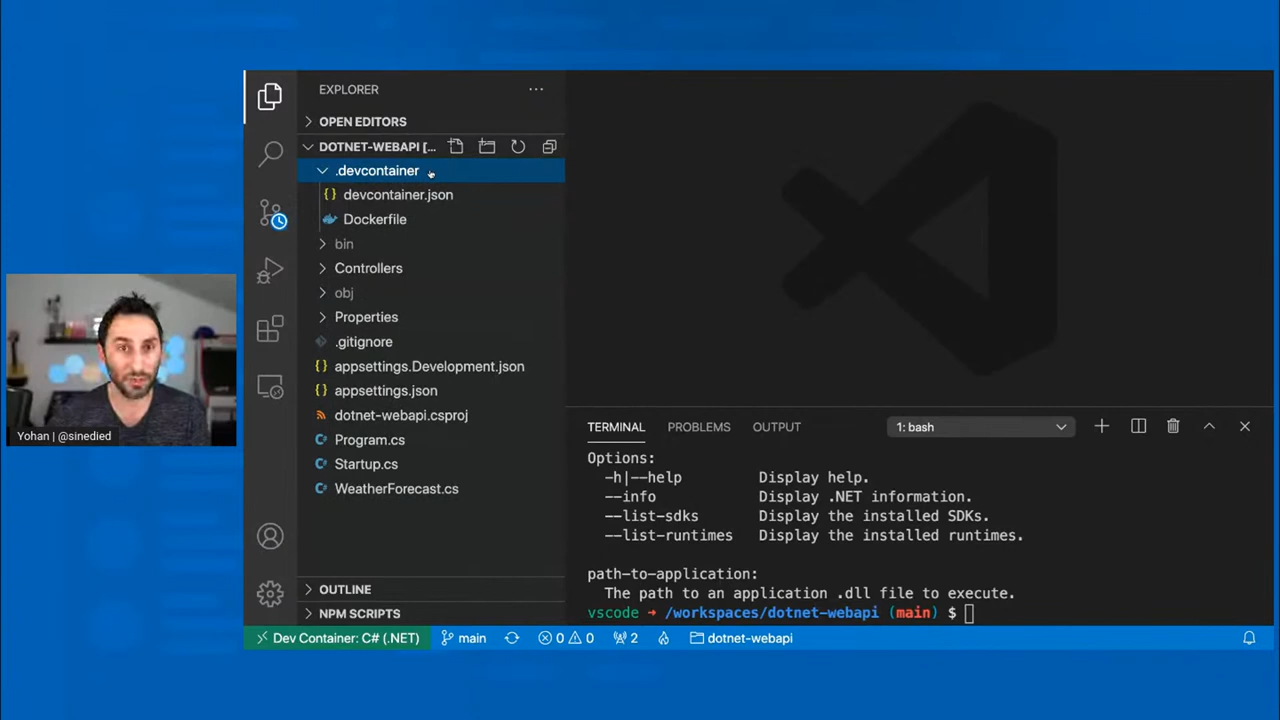 EXPLORER
OPEN EDITORS
DOTNET-WEBAPI [...
.devcontainer
{} devcontainer.json
Dockerfile
bin
Controllers
obj
Properties
.gitignore
{} appsettings.Development.json
{} appsettings.json
dotnet-webapi.csproj
C# Program.cs
C# Startup.cs
C# WeatherForecast.cs
OUTLINE
NPM SCRIPTS
TERMINAL PROBLEMS OUTPUT 1: bash
Options:
-h|--help Display help.
--info Display .NET information.
--list-sdks Display the installed SDKs.
--list-runtimes Display the installed runtimes.
path-to-application:
The path to an application .dll file to execute.
vscode ➜ /workspaces/dotnet-webapi (main) $
Yohan | @sinedied
Dev Container: C# (.NET) main 0 0 2 dotnet-webapi